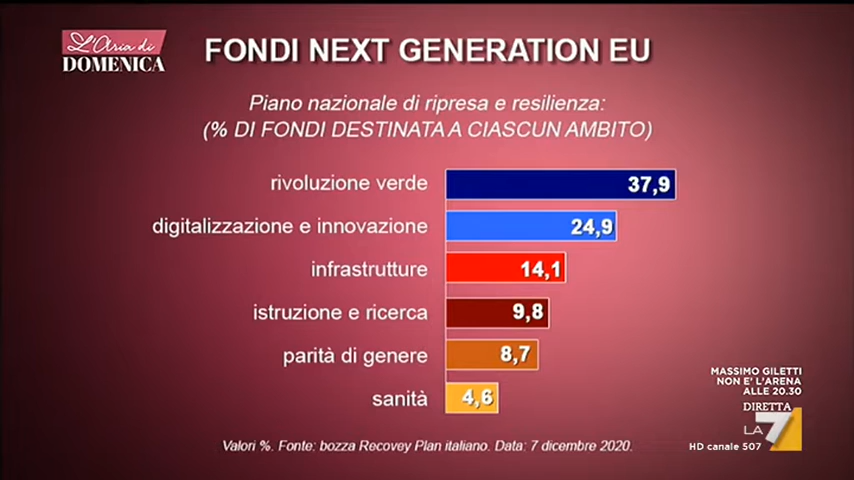 L'Aria di
DOMENICA
FONDI NEXT GENERATION EU
Piano nazionale di ripresa e resilienza:
(% DI FONDI DESTINATA A CIASCUN AMBITO)
rivoluzione verde 37,9
digitalizzazione e innovazione 24,9
infrastrutture 14,1
istruzione e ricerca 9,8
parità di genere 8,7
sanità 4,6
Valori %. Fonte: bozza Recovey Plan italiano. Data: 7 dicembre 2020.
MASSIMO GILETTI
NON E' L'ARENA
ALLE 20.30
DIRETTA
LA 7
HD canale 507